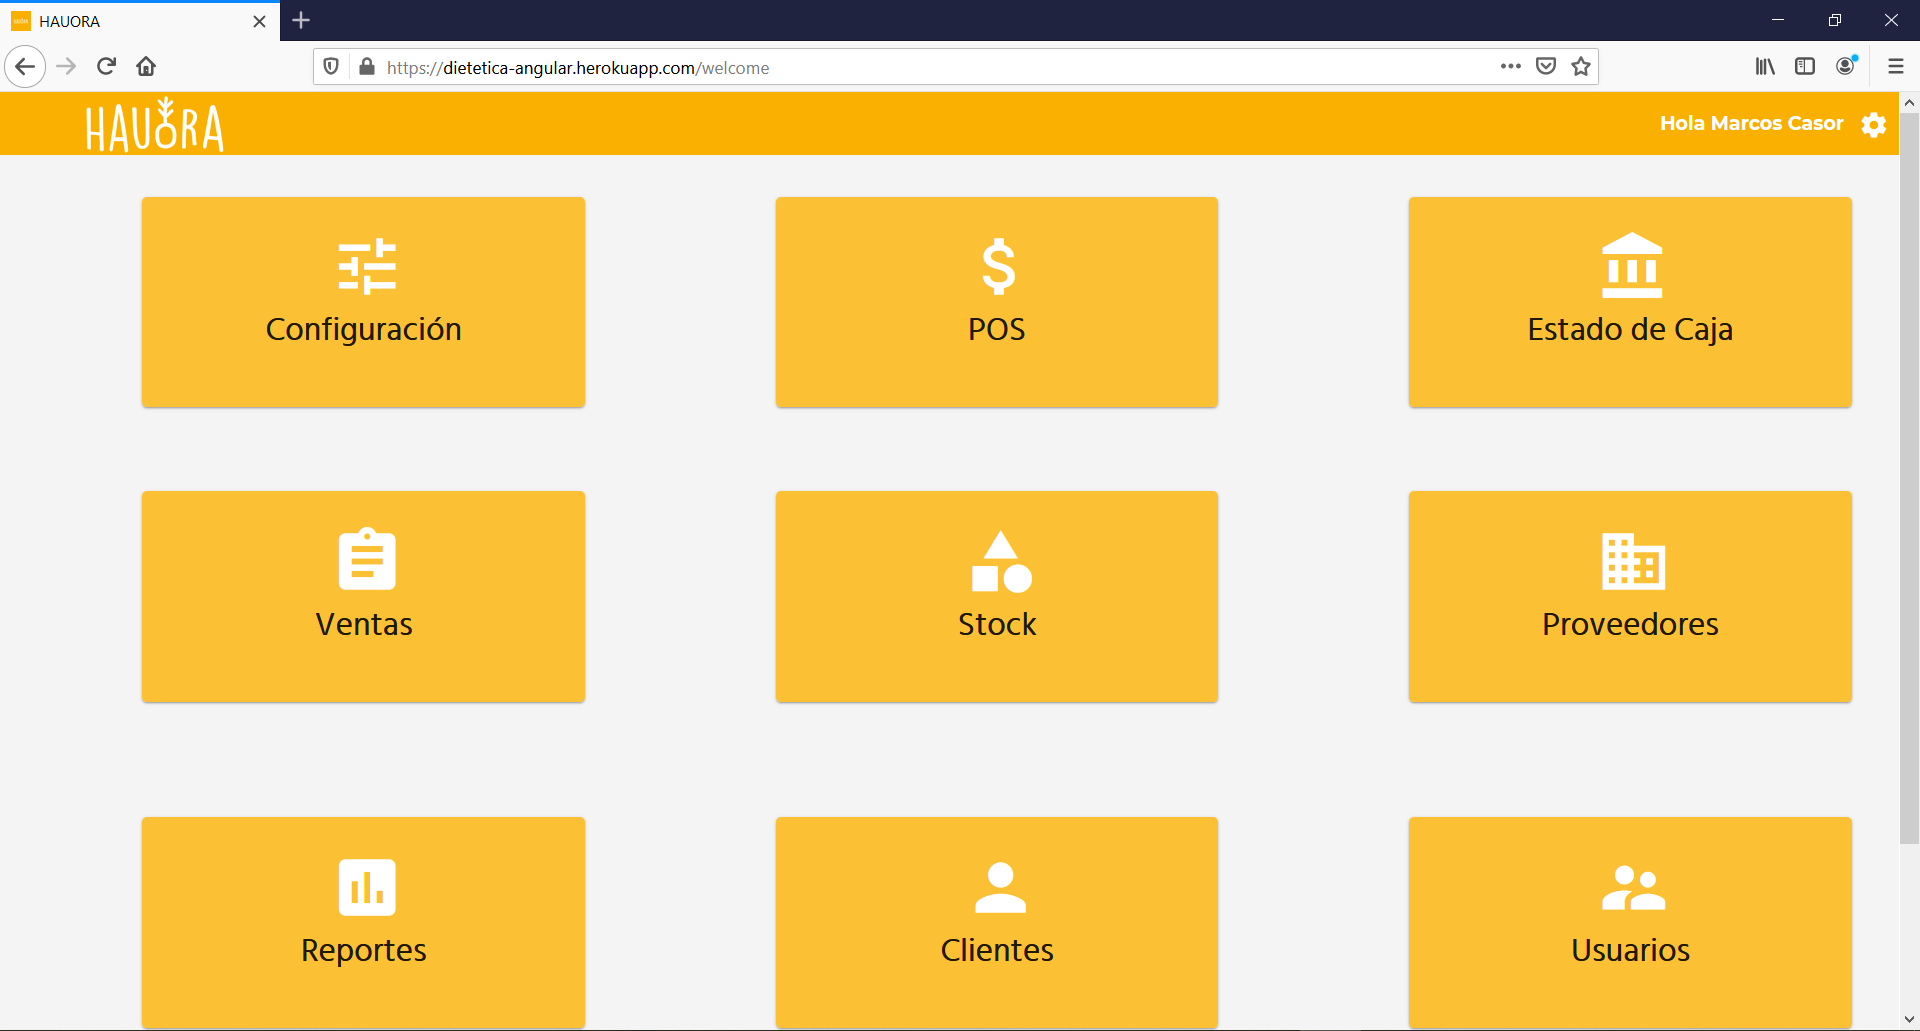 HAUORA
https://dietetica-angular.herokuapp.com/welcome
HAUORA
Hola Marcos Casor
Configuración
POS
Estado de Caja
Ventas
Stock
Proveedores
Reportes
Clientes
Usuarios